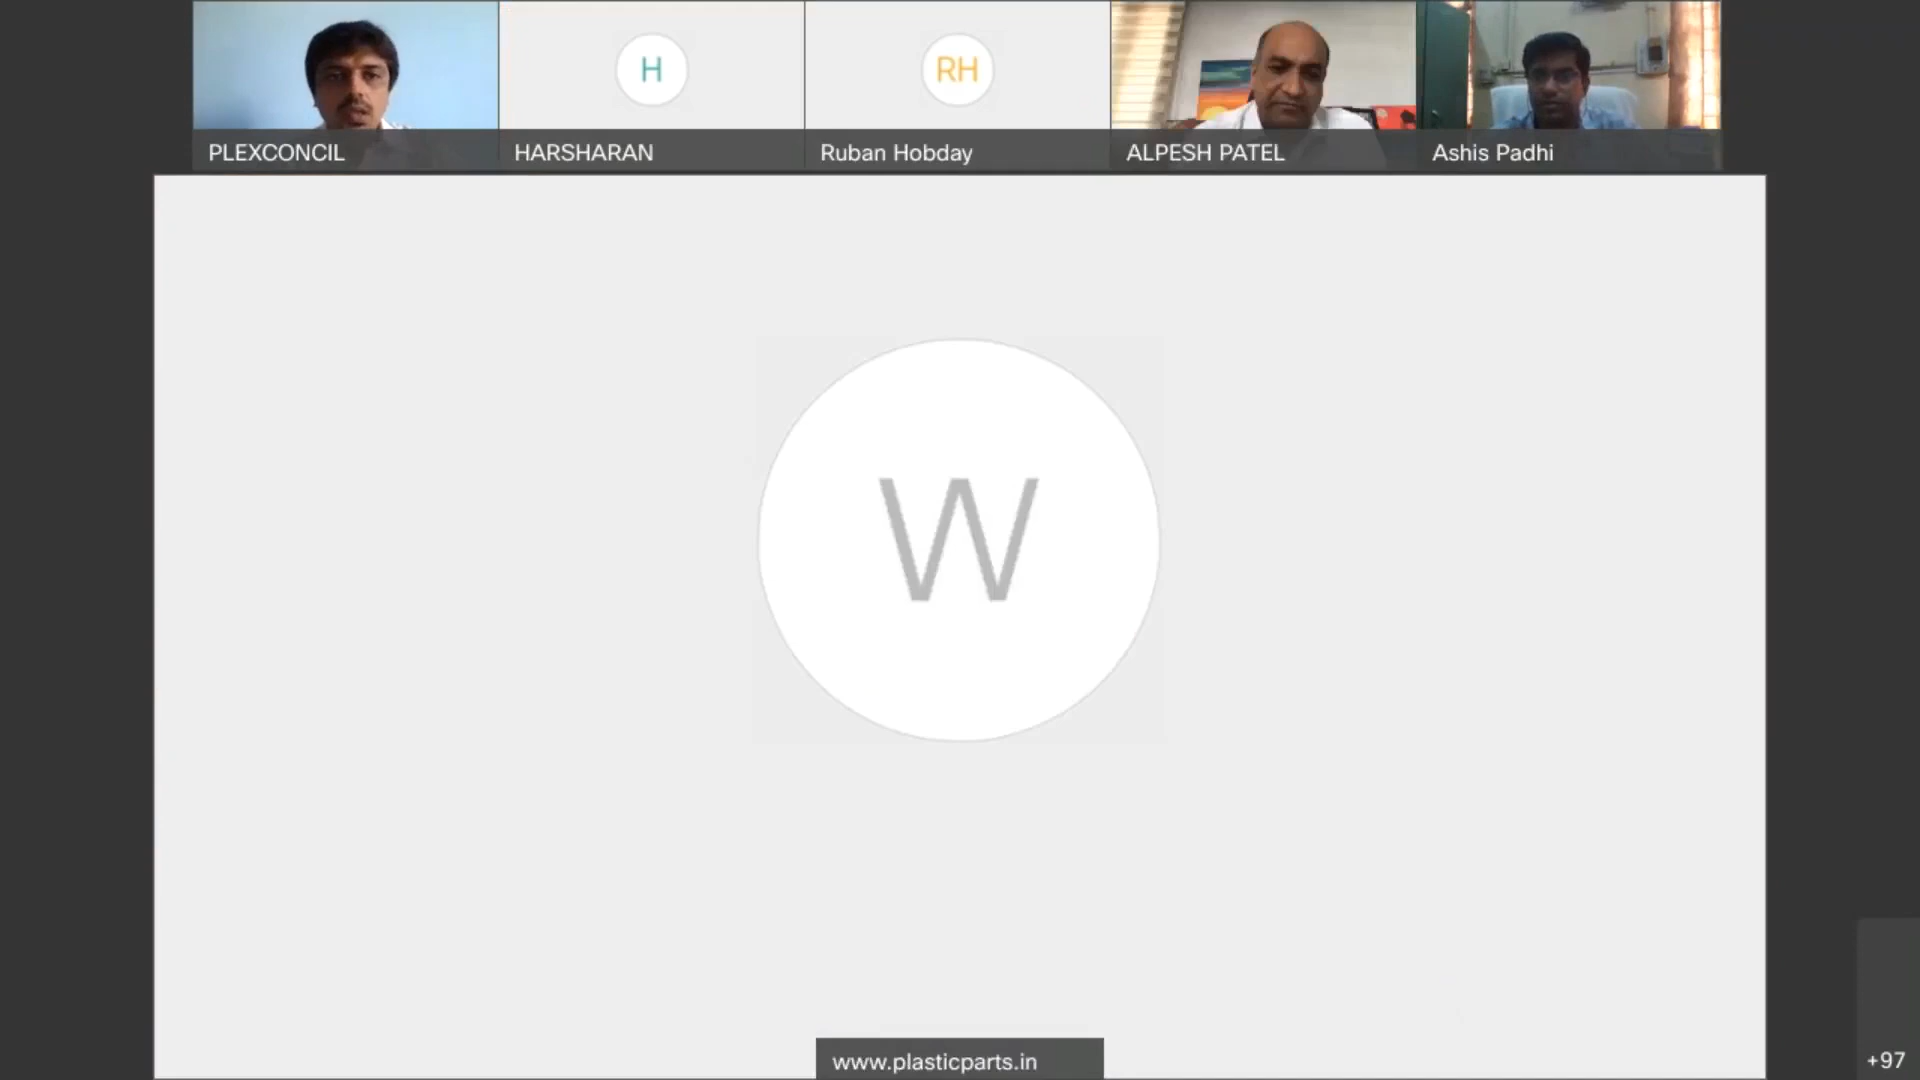 H
RH
PLEXCONCIL
HARSHARAN
Ruban Hobday
ALPESH PATEL
Ashis Padhi
W
www.plasticparts.in
+97